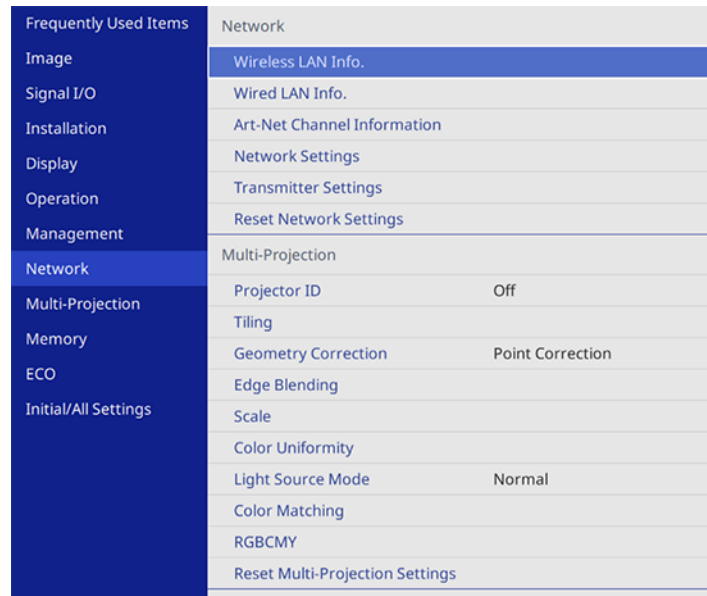 Frequently Used Items
Image
Signal I/O
Installation
Display
Operation
Management
Network
Multi-Projection
Memory
ECO
Initial/All Settings
Network
Wireless LAN Info.
Wired LAN Info.
Art-Net Channel Information
Network Settings
Transmitter Settings
Reset Network Settings
Multi-Projection
Projector ID Off
Tiling
Geometry Correction Point Correction
Edge Blending
Scale
Color Uniformity
Light Source Mode Normal
Color Matching
RGBCMY
Reset Multi-Projection Settings